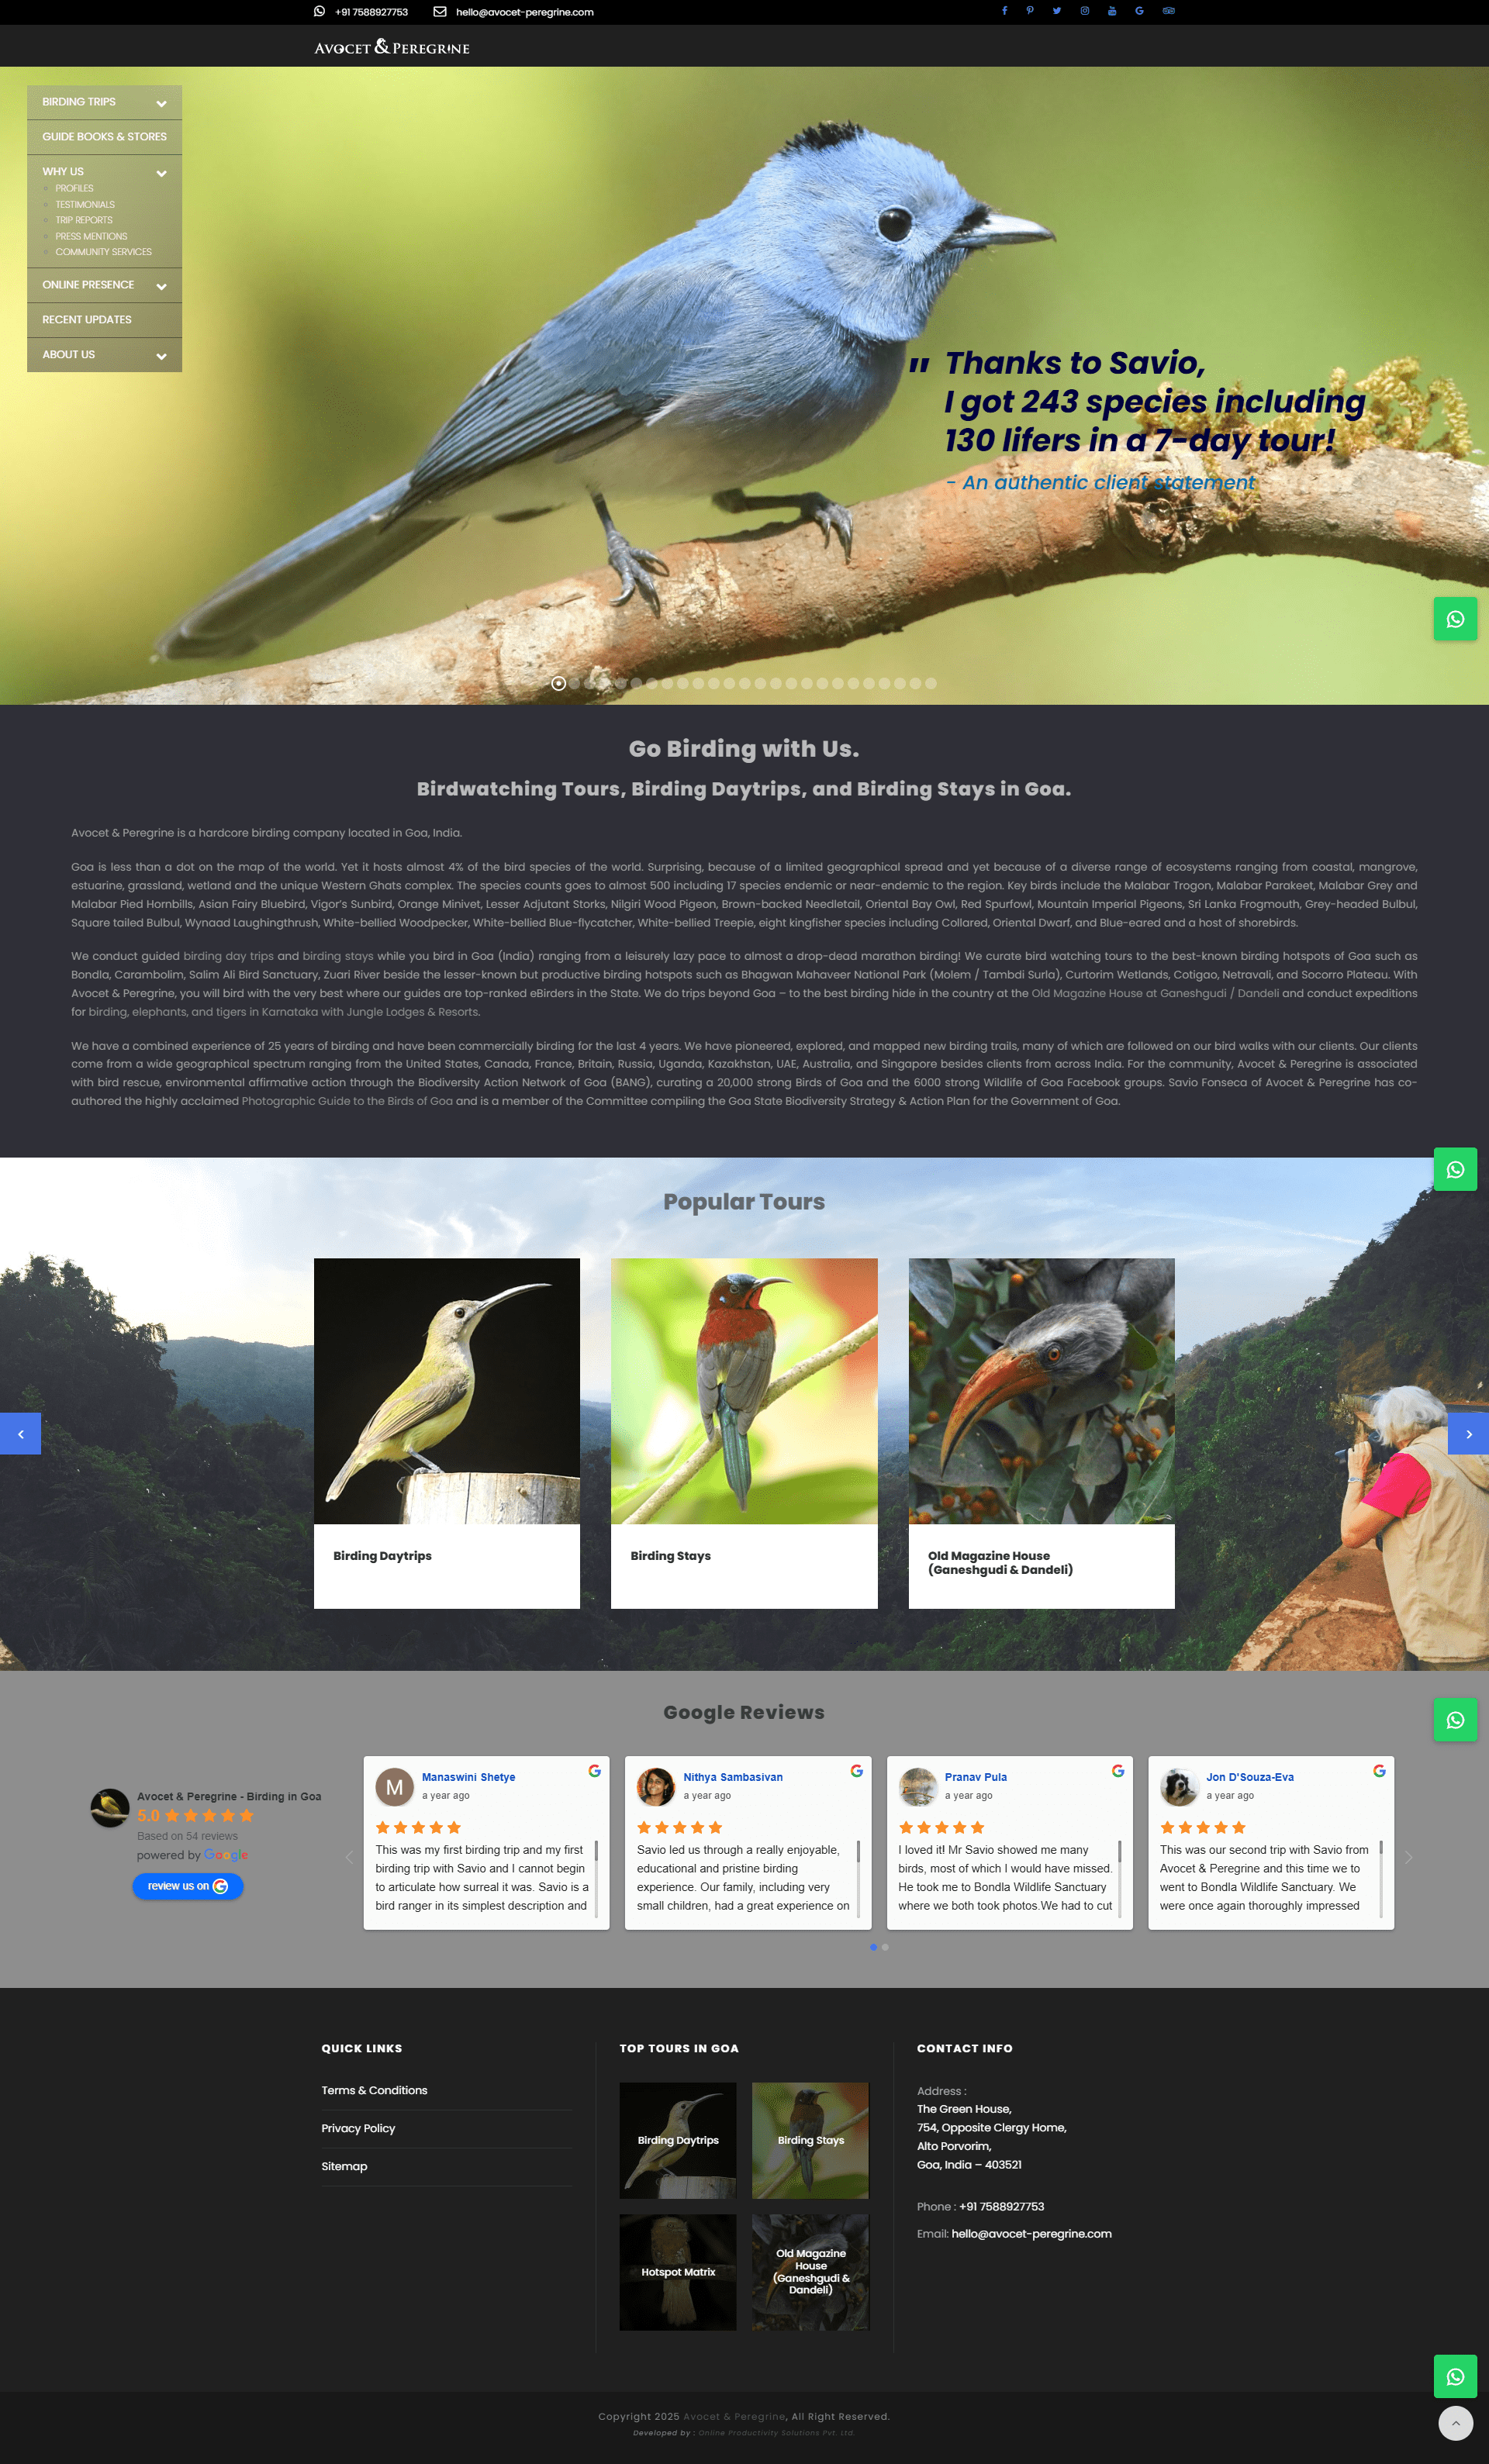 +91 7588927753
hello@avocet-peregrine.com
AVOCET & PEREGRINE
BIRDING TRIPS
GUIDE BOOKS & STORES
WHY US
PROFILES
TESTIMONIALS
TRIP REPORTS
PRESS MENTIONS
COMMUNITY SERVICES
ONLINE PRESENCE
RECENT UPDATES
ABOUT US
" Thanks to Savio,
I got 243 species including
130 lifers in a 7-day tour!
- An authentic client statement
Go Birding with Us.
Birdwatching Tours, Birding Daytrips, and Birding Stays in Goa.
Avocet & Peregrine is a hardcore birding company located in Goa, India.
Goa is less than a dot on the map of the world. Yet it hosts almost 4% of the bird species of the world. Surprising, because of a limited geographical spread and yet because of a diverse range of ecosystems ranging from coastal, mangrove,
estuarine, grassland, wetland and the unique Western Ghats complex. The species counts goes to almost 500 including 17 species endemic or near-endemic to the region. Key birds include the Malabar Trogon, Malabar Parakeet, Malabar Grey and
Malabar Pied Hornbills, Asian Fairy Bluebird, Vigor's Sunbird, Orange Minivet, Lesser Adjutant Storks, Nilgiri Wood Pigeon, Brown-backed Needletail, Oriental Bay Owl, Red Spurfowl, Mountain Imperial Pigeons, Sri Lanka Frogmouth, Grey-headed Bulbul,
Square tailed Bulbul, Wynaad Laughingthrush, White-bellied Woodpecker, White-bellied Blue-flycatcher, White-bellied Treepie, eight kingfisher species including Collared, Oriental Dwarf, and Blue-eared and a host of shorebirds.
We conduct guided birding day trips and birding stays while you bird in Goa (India) ranging from a leisurely lazy pace to almost a drop-dead marathon birding! We curate bird watching tours to the best-known birding hotspots of Goa such as
Bondla, Carambolim, Salim Ali Bird Sanctuary, Zuari River beside the lesser-known but productive birding hotspots such as Bhagwan Mahaveer National Park (Molem / Tambdi Surla), Curtorim Wetlands, Cotigao, Netravali, and Socorro Plateau. With
Avocet & Peregrine, you will bird with the very best where our guides are top-ranked eBirders in the State. We do trips beyond Goa – to the best birding hide in the country at the Old Magazine House at Ganeshgudi / Dandeli and conduct expeditions
for birding, elephants, and tigers in Karnataka with Jungle Lodges & Resorts.
We have a combined experience of 25 years of birding and have been commercially birding for the last 4 years. We have pioneered, explored, and mapped new birding trails, many of which are followed on our bird walks with our clients. Our clients
come from a wide geographical spectrum ranging from the United States, Canada, France, Britain, Russia, Uganda, Kazakhstan, UAE, Australia, and Singapore besides clients from across India. For the community, Avocet & Peregrine is associated
with bird rescue, environmental affirmative action through the Biodiversity Action Network of Goa (BANG), curating a 20,000 strong Birds of Goa and the 6000 strong Wildlife of Goa Facebook groups. Savio Fonseca of Avocet & Peregrine has co-
authored the highly acclaimed Photographic Guide to the Birds of Goa and is a member of the Committee compiling the Goa State Biodiversity Strategy & Action Plan for the Government of Goa.
Popular Tours
Birding Daytrips
Birding Stays
Old Magazine House
(Ganeshgudi & Dandeli)
Google Reviews
Avocet & Peregrine - Birding in Goa
5.0
Based on 54 reviews
powered by Google
review us on
M
Manaswini Shetye
a year ago
This was my first birding trip and my first
birding trip with Savio and I cannot begin
to articulate how surreal it was. Savio is a
bird ranger in its simplest description and
Nithya Sambasivan
a year ago
Savio led us through a really enjoyable,
educational and pristine birding
experience. Our family, including very
small children, had a great experience on
Pranav Pula
a year ago
I loved it! Mr Savio showed me many
birds, most of which I would have missed.
He took me to Bondla Wildlife Sanctuary
where we both took photos.We had to cut
Jon D'Souza-Eva
a year ago
This was our second trip with Savio from
Avocet & Peregrine and this time we to
went to Bondla Wildlife Sanctuary. We
were once again thoroughly impressed
QUICK LINKS
Terms & Conditions
Privacy Policy
Sitemap
TOP TOURS IN GOA
Birding Daytrips
Birding Stays
Hotspot Matrix
Old Magazine
House
(Ganeshgudi &
Dandeli)
CONTACT INFO
Address :
The Green House,
754, Opposite Clergy Home,
Alto Porvorim,
Goa, India – 403521
Phone : +91 7588927753
Email: hello@avocet-peregrine.com
Copyright 2025 Avocet & Peregrine, All Right Reserved.
Developed by : Online Productivity Solutions Pvt. Ltd.